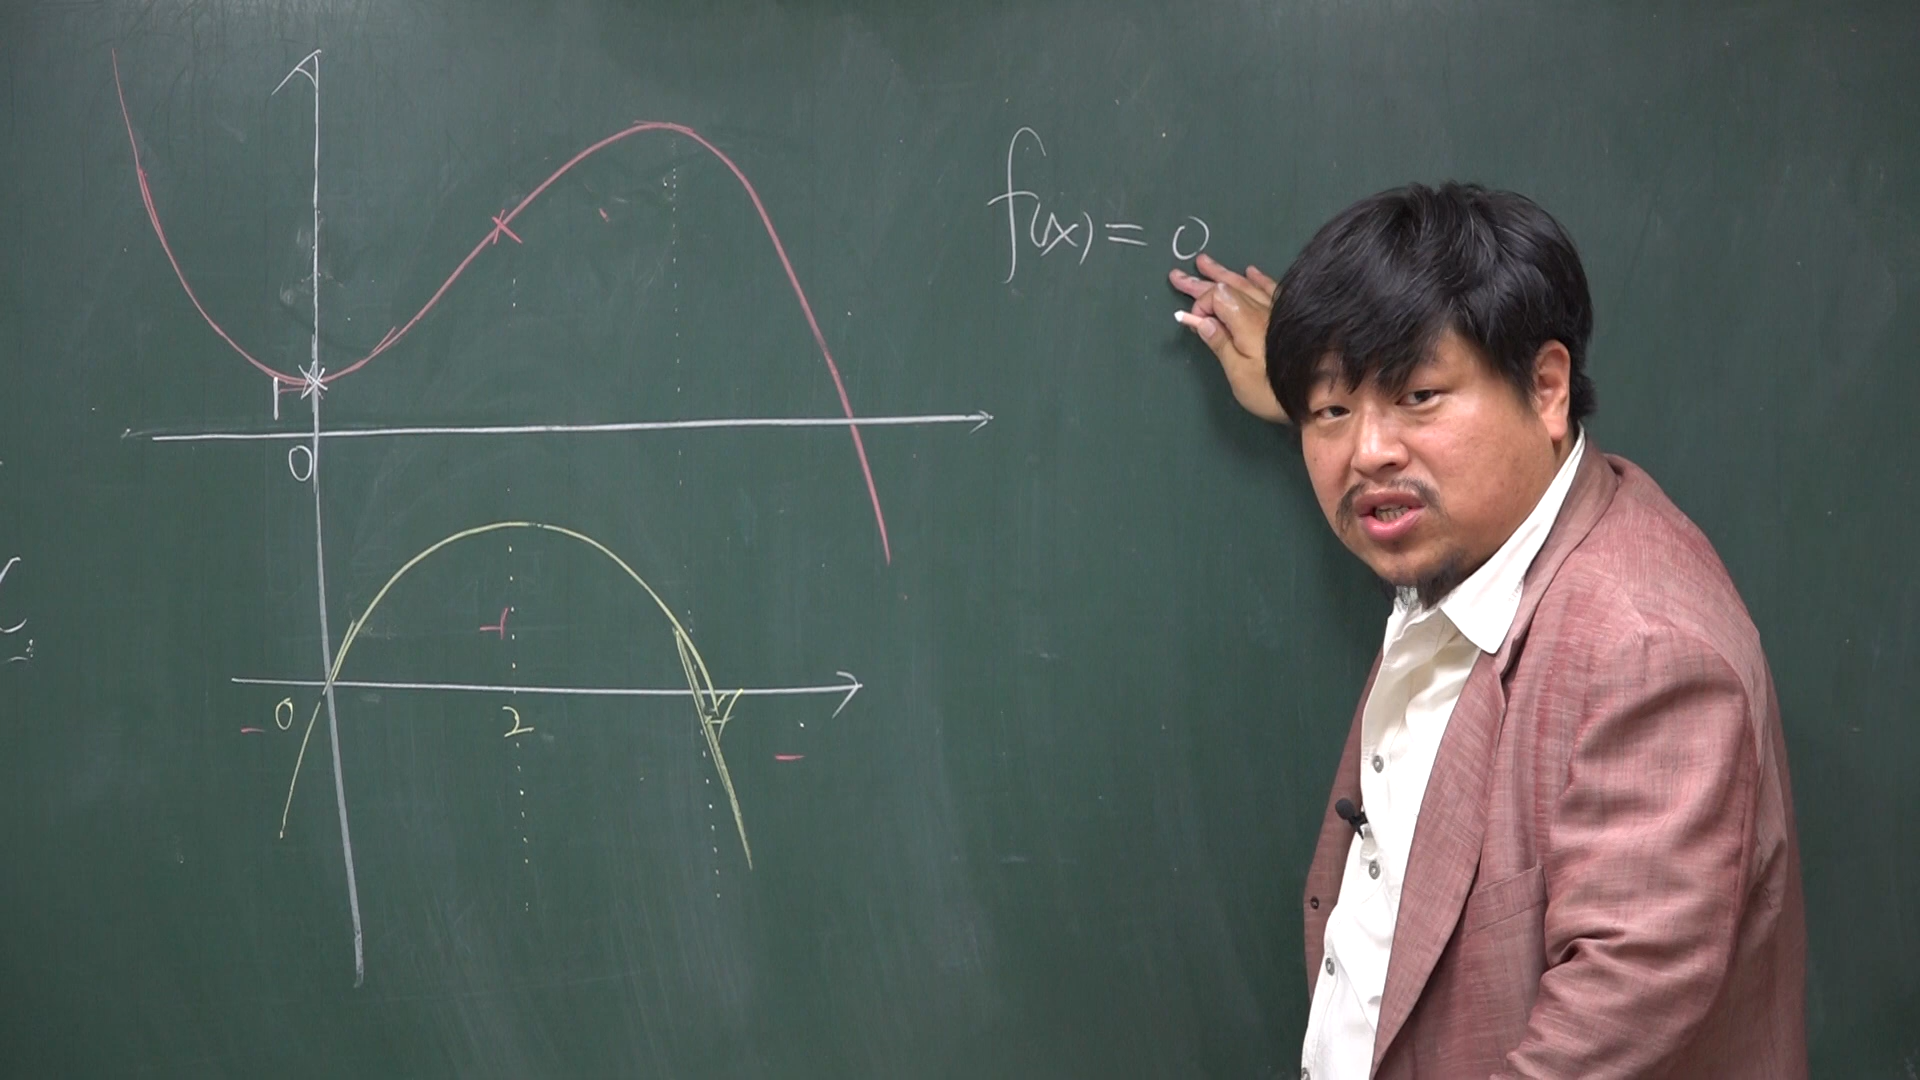 f(x) = 0
1
0
+
- 0 2 4 -